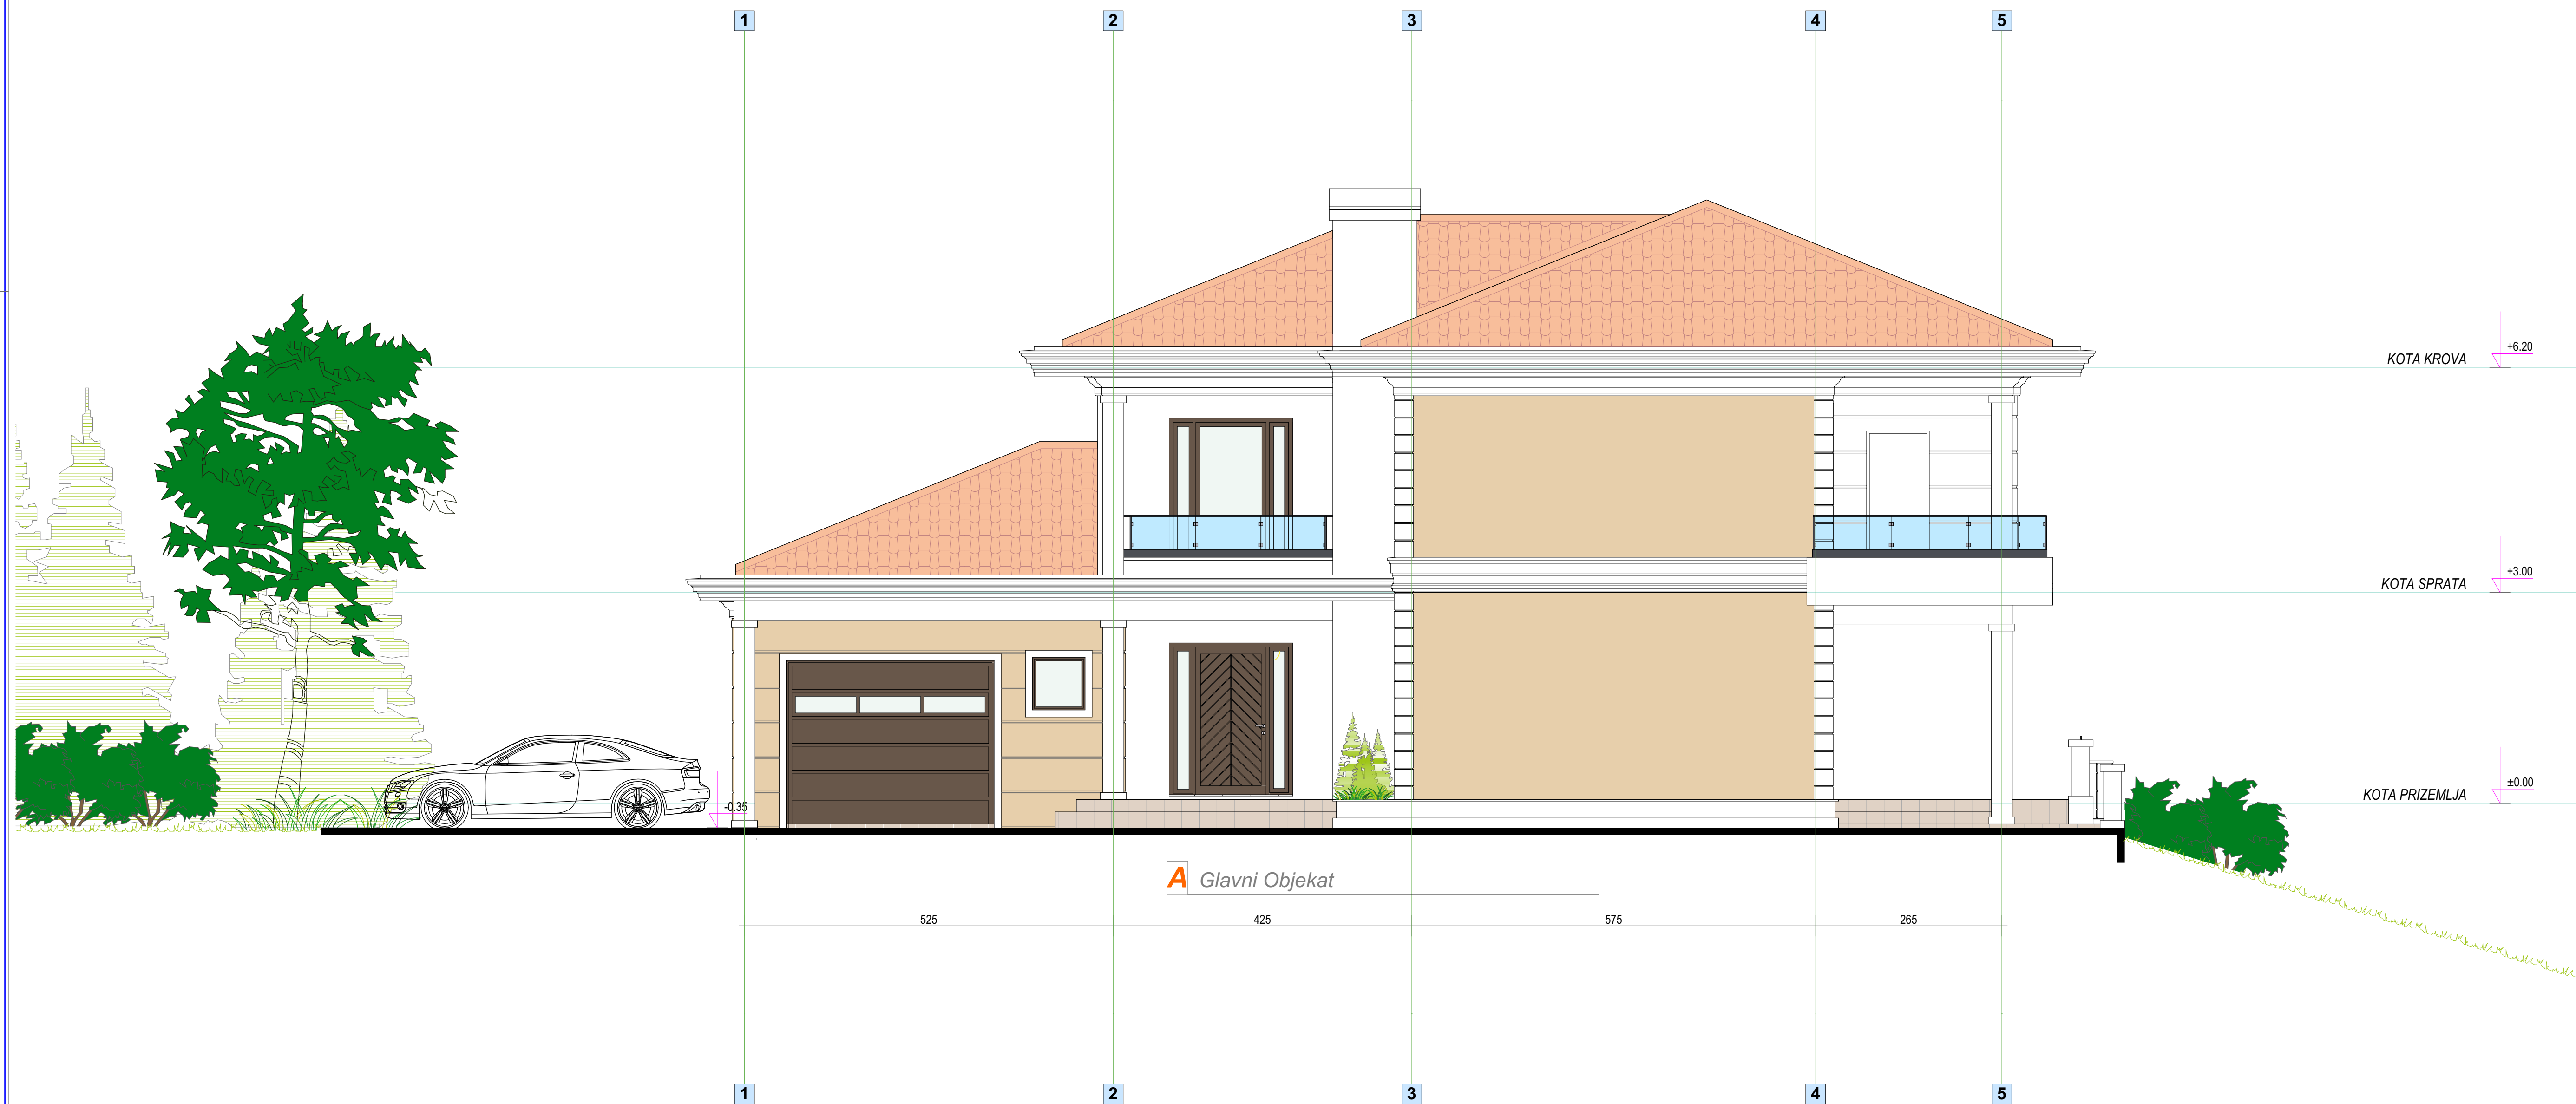 1 2 3 4 5
+6.20
KOTA KROVA
+3.00
KOTA SPRATA
±0.00
KOTA PRIZEMLJA
-0.35
A Glavni Objekat
525 425 575 265
1 2 3 4 5